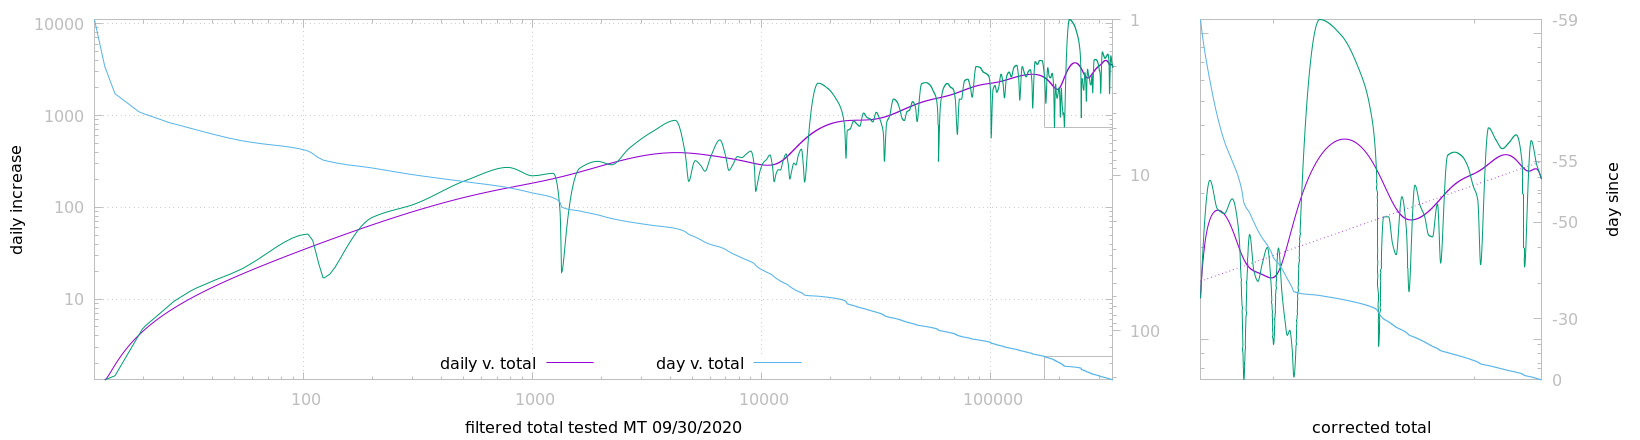 10000
1000
100
10
daily increase
1
10
100
day since
-59
-55
-50
-30
0
daily v. total
day v. total
100
1000
10000
100000
filtered total tested MT 09/30/2020
corrected total